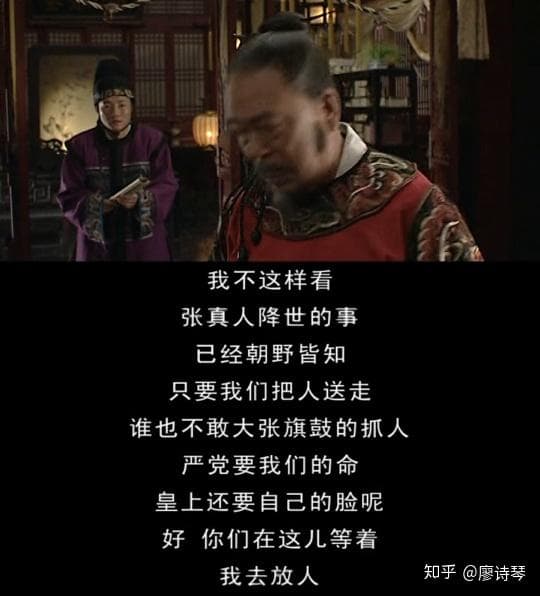 我不这样看
张真人降世的事
已经朝野皆知
只要我们把人送走
谁也不敢大张旗鼓的抓人
严党要我们的命
皇上还要自己的脸呢
好 你们在这儿等着
我去放人
知乎 @廖诗琴